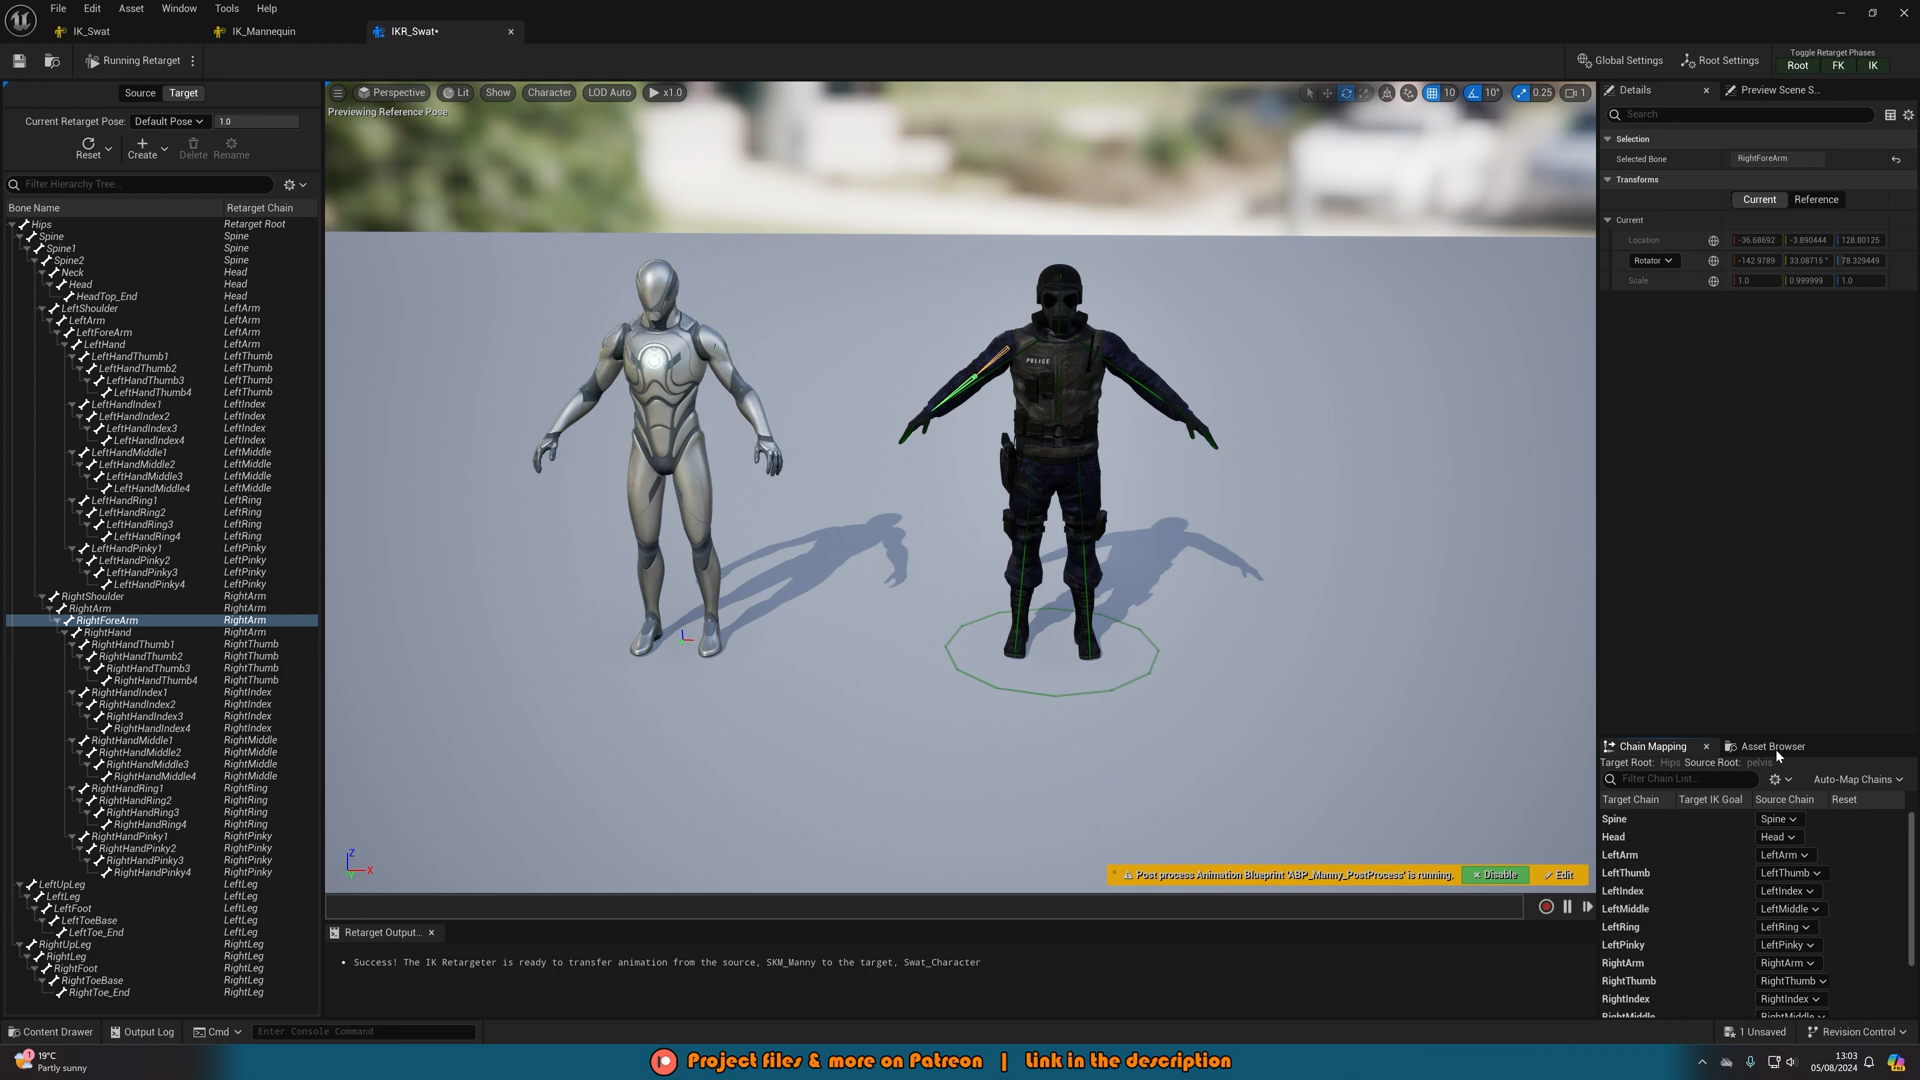 File Edit Asset Window Tools Help
IK_Swat IK_Mannequin IKR_Swat*
Running Retarget Global Settings Root Settings Toggle Retarget Phases
Root FK IK
Source Target
Current Retarget Pose: Default Pose 1.0
Reset Create Delete Rename
Filter Hierarchy Tree...
Bone Name Retarget Chain
Hips Retarget Root
Spine Spine
Spine1 Spine
Spine2 Spine
Neck Head
Head Head
HeadTop_End Head
LeftShoulder LeftArm
LeftArm LeftArm
LeftForeArm LeftArm
LeftHand LeftArm
LeftHandThumb1 LeftThumb
LeftHandThumb2 LeftThumb
LeftHandThumb3 LeftThumb
LeftHandThumb4 LeftThumb
LeftHandIndex1 LeftIndex
LeftHandIndex2 LeftIndex
LeftHandIndex3 LeftIndex
LeftHandIndex4 LeftIndex
LeftHandMiddle1 LeftMiddle
LeftHandMiddle2 LeftMiddle
LeftHandMiddle3 LeftMiddle
LeftHandMiddle4 LeftMiddle
LeftHandRing1 LeftRing
LeftHandRing2 LeftRing
LeftHandRing3 LeftRing
LeftHandRing4 LeftRing
LeftHandPinky1 LeftPinky
LeftHandPinky2 LeftPinky
LeftHandPinky3 LeftPinky
LeftHandPinky4 LeftPinky
RightShoulder RightArm
RightArm RightArm
RightForeArm RightArm
RightHand RightArm
RightHandThumb1 RightThumb
RightHandThumb2 RightThumb
RightHandThumb3 RightThumb
RightHandThumb4 RightThumb
RightHandIndex1 RightIndex
RightHandIndex2 RightIndex
RightHandIndex3 RightIndex
RightHandIndex4 RightIndex
RightHandMiddle1 RightMiddle
RightHandMiddle2 RightMiddle
RightHandMiddle3 RightMiddle
RightHandMiddle4 RightMiddle
RightHandRing1 RightRing
RightHandRing2 RightRing
RightHandRing3 RightRing
RightHandRing4 RightRing
RightHandPinky1 RightPinky
RightHandPinky2 RightPinky
RightHandPinky3 RightPinky
RightHandPinky4 RightPinky
LeftUpLeg LeftLeg
LeftLeg LeftLeg
LeftFoot LeftLeg
LeftToeBase LeftLeg
LeftToe_End LeftLeg
RightUpLeg RightLeg
RightLeg RightLeg
RightFoot RightLeg
RightToeBase RightLeg
RightToe_End RightLeg
Perspective Lit Show Character LOD Auto x1.0 10 10° 0.25 1
Previewing Reference Pose
POLICE
Z
X
Post process Animation Blueprint 'ABP_Manny_PostProcess' is running. Disable Edit
Retarget Output...
Success! The IK Retargeter is ready to transfer animation from the source, SKM_Manny to the target, Swat_Character
Details Preview Scene S...
Search
Selection
Selected Bone RightForeArm
Transforms
Current Reference
Current
Location -36.68692 -3.890444 128.80125
Rotator -142.9789 33.08715 ° 78.329449
Scale 1.0 0.999999 1.0
Chain Mapping Asset Browser
Target Root: Hips Source Root: pelvis
Filter Chain List... Auto-Map Chains
Target Chain Target IK Goal Source Chain Reset
Spine Spine
Head Head
LeftArm LeftArm
LeftThumb LeftThumb
LeftIndex LeftIndex
LeftMiddle LeftMiddle
LeftRing LeftRing
LeftPinky LeftPinky
RightArm RightArm
RightThumb RightThumb
RightIndex RightIndex
RightMiddle RightMiddle
Content Drawer Output Log Cmd Enter Console Command 1 Unsaved Revision Control
1 19°C
Partly sunny
Project files & more on Patreon | Link in the description
13:03
05/08/2024